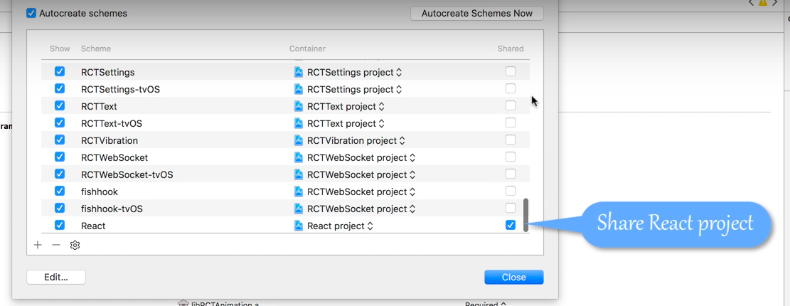 Autocreate schemes Autocreate Schemes Now
Show Scheme Container Shared
RCTSettings RCTSettings project
RCTSettings-tvOS RCTSettings project
RCTText RCTText project
RCTText-tvOS RCTText project
RCTVibration RCTVibration project
RCTWebSocket RCTWebSocket project
RCTWebSocket-tvOS RCTWebSocket project
fishhook RCTWebSocket project
fishhook-tvOS RCTWebSocket project
React React project
Share React project
Edit... Close
libRCTAnimation.a Required